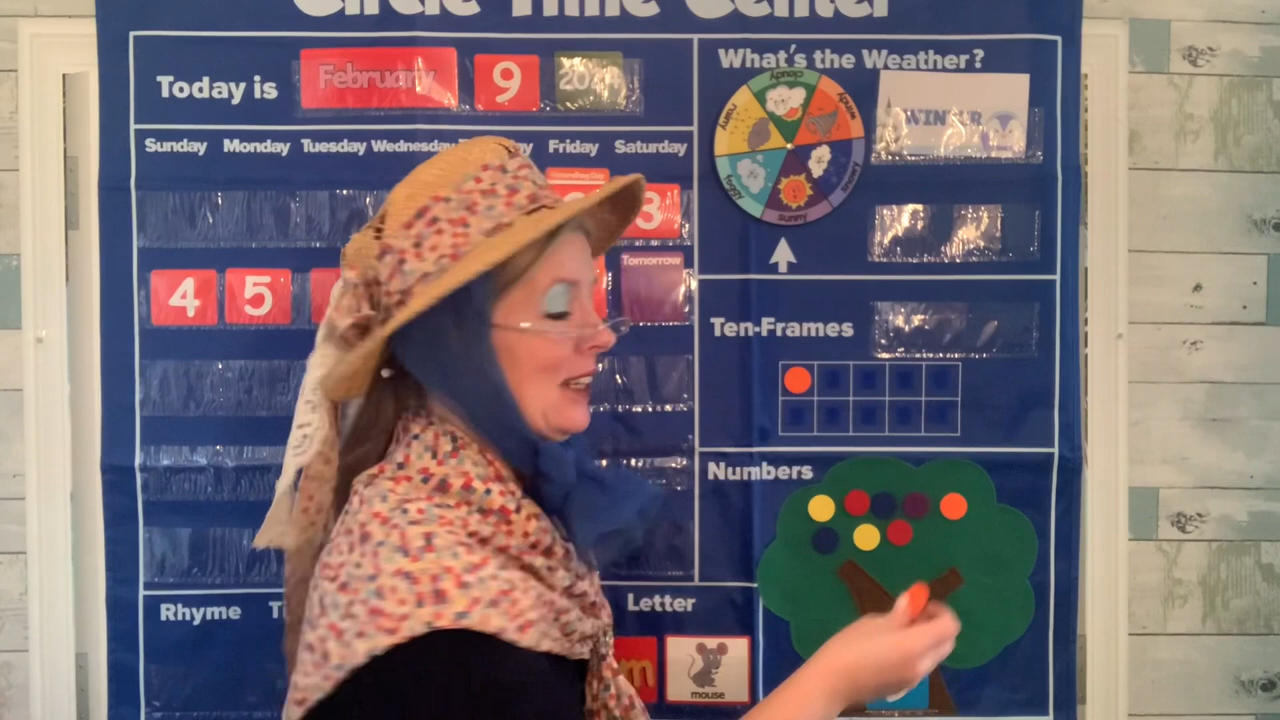 Circle Time Center
Today is February 9 2024
Sunday Monday Tuesday Wednesday Friday Saturday
3
4 5
Tomorrow
What's the Weather?
cloudy
windy
snowy
sunny
foggy
rainy
WINTER
Ten-Frames
Numbers
Rhyme
Letter
m
mouse